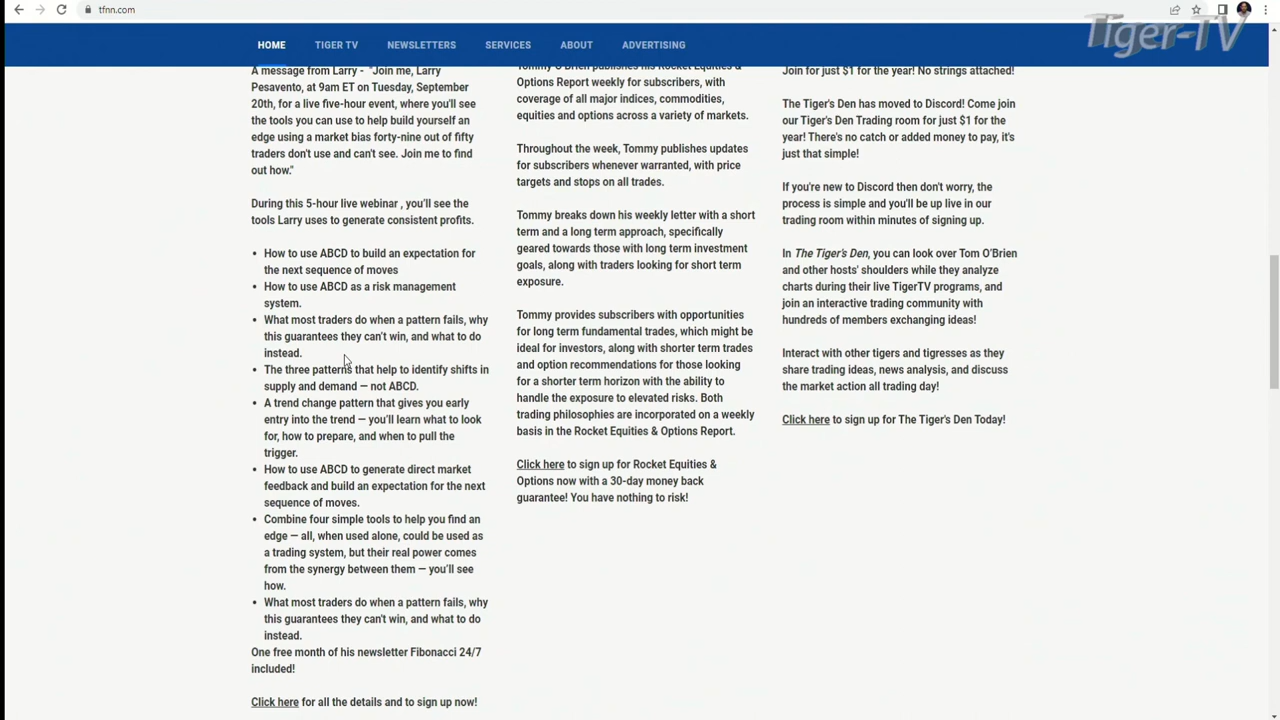 tfnn.com
Tiger-TV
HOME
TIGER TV
NEWSLETTERS
SERVICES
ABOUT
ADVERTISING
A message from Larry - "Join me, Larry
Pesavento, at 9am ET on Tuesday, September
20th, for a live five-hour event, where you'll see
the tools you can use to help build yourself an
edge using a market bias forty-nine out of fifty
traders don't use and can't see. Join me to find
out how."
During this 5-hour live webinar , you'll see the
tools Larry uses to generate consistent profits.
• How to use ABCD to build an expectation for
the next sequence of moves
• How to use ABCD as a risk management
system.
• What most traders do when a pattern fails, why
this guarantees they can't win, and what to do
instead.
• The three patterns that help to identify shifts in
supply and demand — not ABCD.
• A trend change pattern that gives you early
entry into the trend — you'll learn what to look
for, how to prepare, and when to pull the
trigger.
• How to use ABCD to generate direct market
feedback and build an expectation for the next
sequence of moves.
• Combine four simple tools to help you find an
edge — all, when used alone, could be used as
a trading system, but their real power comes
from the synergy between them — you'll see
how.
• What most traders do when a pattern fails, why
this guarantees they can't win, and what to do
instead.
One free month of his newsletter Fibonacci 24/7
included!
Click here for all the details and to sign up now!
Tommy O'Brien publishes his Rocket Equities &
Options Report weekly for subscribers, with
coverage of all major indices, commodities,
equities and options across a variety of markets.
Throughout the week, Tommy publishes updates
for subscribers whenever warranted, with price
targets and stops on all trades.
Tommy breaks down his weekly letter with a short
term and a long term approach, specifically
geared towards those with long term investment
goals, along with traders looking for short term
exposure.
Tommy provides subscribers with opportunities
for long term fundamental trades, which might be
ideal for investors, along with shorter term trades
and option recommendations for those looking
for a shorter term horizon with the ability to
handle the exposure to elevated risks. Both
trading philosophies are incorporated on a weekly
basis in the Rocket Equities & Options Report.
Click here to sign up for Rocket Equities &
Options now with a 30-day money back
guarantee! You have nothing to risk!
Join for just $1 for the year! No strings attached!
The Tiger's Den has moved to Discord! Come join
our Tiger's Den Trading room for just $1 for the
year! There's no catch or added money to pay, it's
just that simple!
If you're new to Discord then don't worry, the
process is simple and you'll be up live in our
trading room within minutes of signing up.
In The Tiger's Den, you can look over Tom O'Brien
and other hosts' shoulders while they analyze
charts during their live TigerTV programs, and
join an interactive trading community with
hundreds of members exchanging ideas!
Interact with other tigers and tigresses as they
share trading ideas, news analysis, and discuss
the market action all trading day!
Click here to sign up for The Tiger's Den Today!